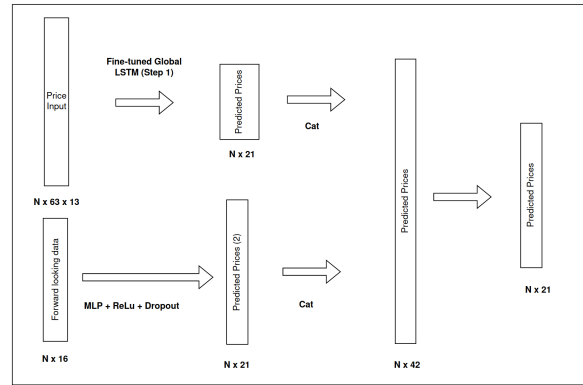 Price
Input
N x 63 x 13
Fine-tuned Global
LSTM (Step 1)
Predicted Prices
N x 21
Cat
Forward looking data
N x 16
MLP + ReLu + Dropout
Predicted Prices (2)
N x 21
Cat
Predicted Prices
N x 42
Predicted Prices
N x 21